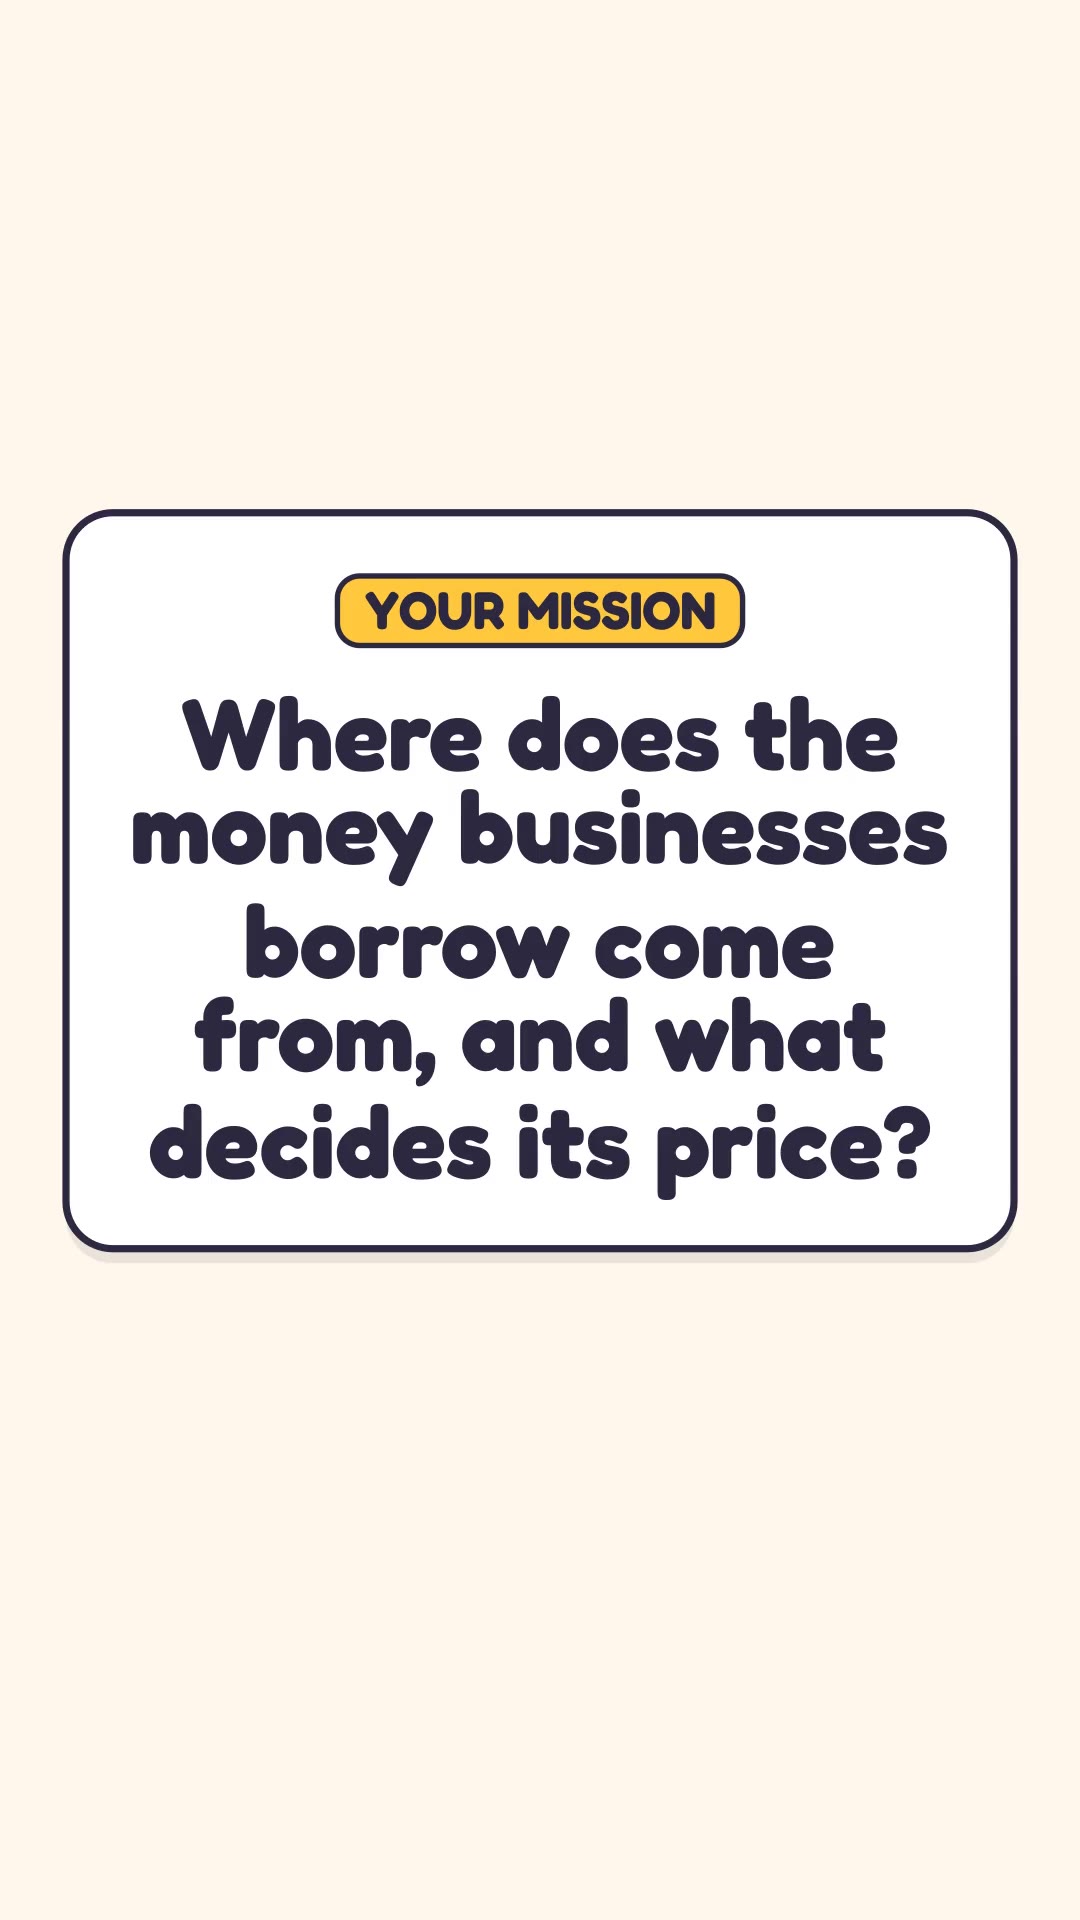 YOUR MISSION
Where does the
money businesses
borrow come
from, and what
decides its price?